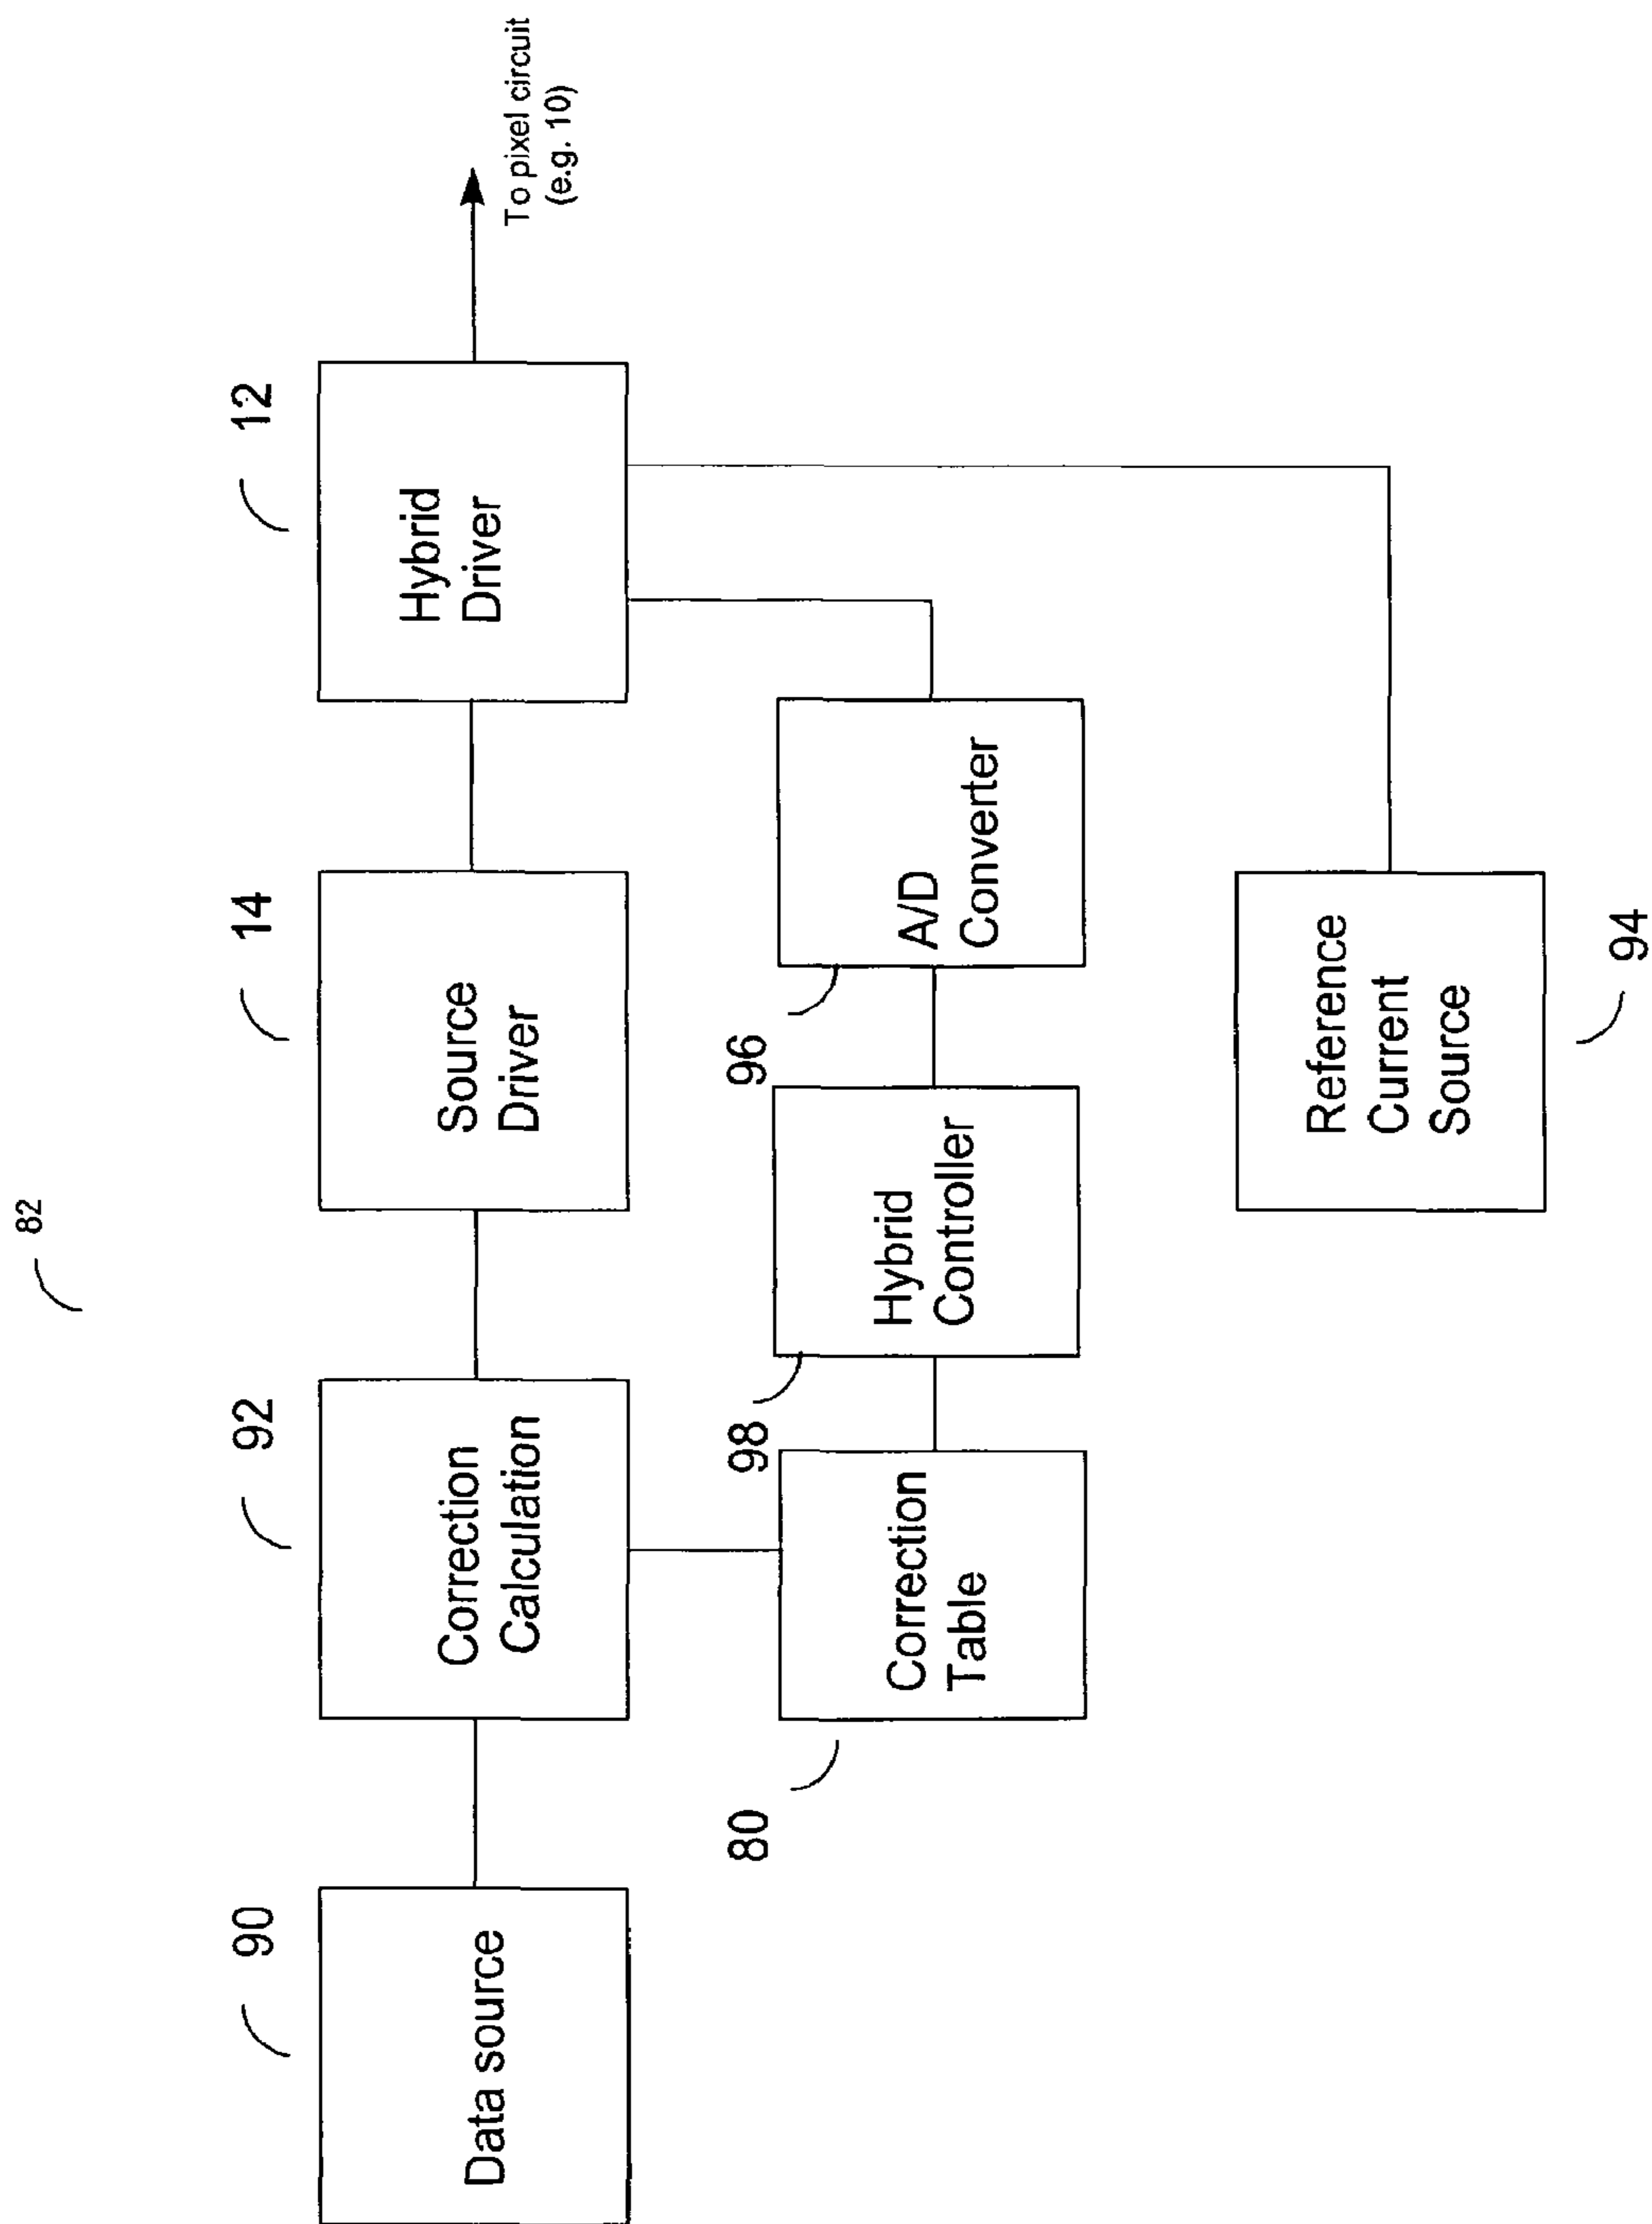 82
90
92
14
12
Data source
Correction
Calculation
Source
Driver
Hybrid
Driver
To pixel circuit
(e.g. 10)
80
98
96
Correction
Table
Hybrid
Controller
A/D
Converter
Reference
Current
Source
94